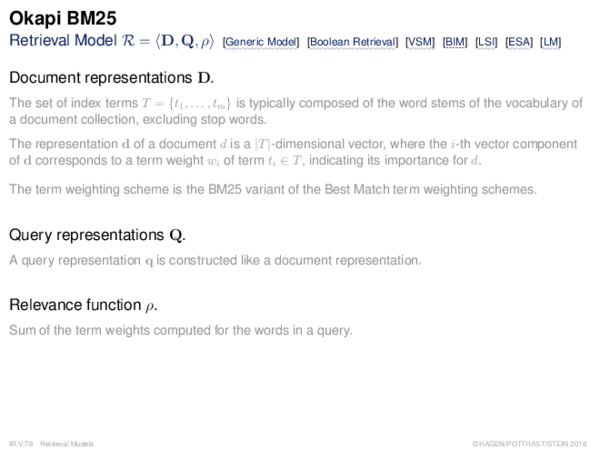 Okapi BM25
Retrieval Model R = ⟨D, Q, ρ⟩ [Generic Model] [Boolean Retrieval] [VSM] [BIM] [LSI] [ESA] [LM]
Document representations D.
The set of index terms T = {t₁, . . . , tₘ} is typically composed of the word stems of the vocabulary of
a document collection, excluding stop words.
The representation d of a document d is a |T|-dimensional vector, where the i-th vector component
of d corresponds to a term weight wᵢ of term tᵢ ∈ T, indicating its importance for d.
The term weighting scheme is the BM25 variant of the Best Match term weighting schemes.
Query representations Q.
A query representation q is constructed like a document representation.
Relevance function ρ.
Sum of the term weights computed for the words in a query.
IR:V-78 Retrieval Models ©HAGEN/POTTHAST/STEIN 2018